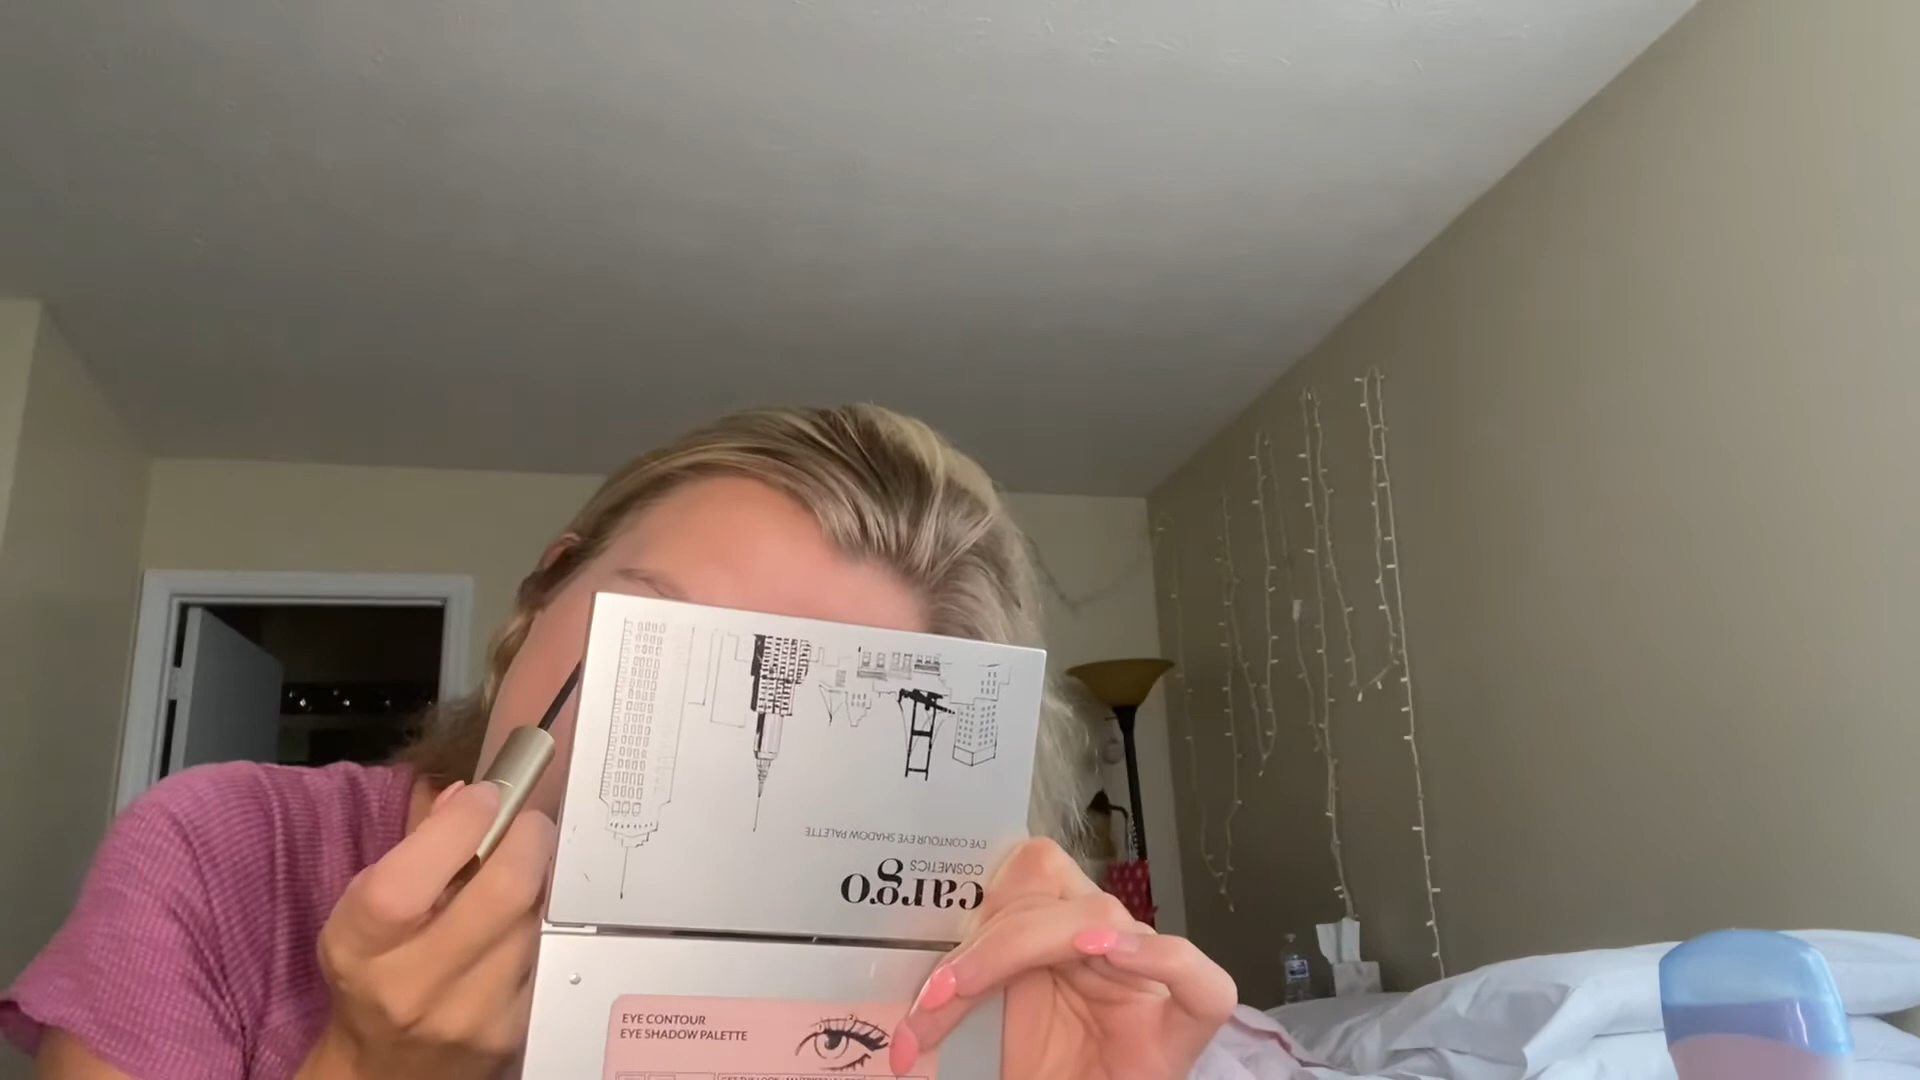 EYE CONTOUR EYE SHADOW PALETTE
COSMETICS
cargo
EYE CONTOUR
EYE SHADOW PALETTE